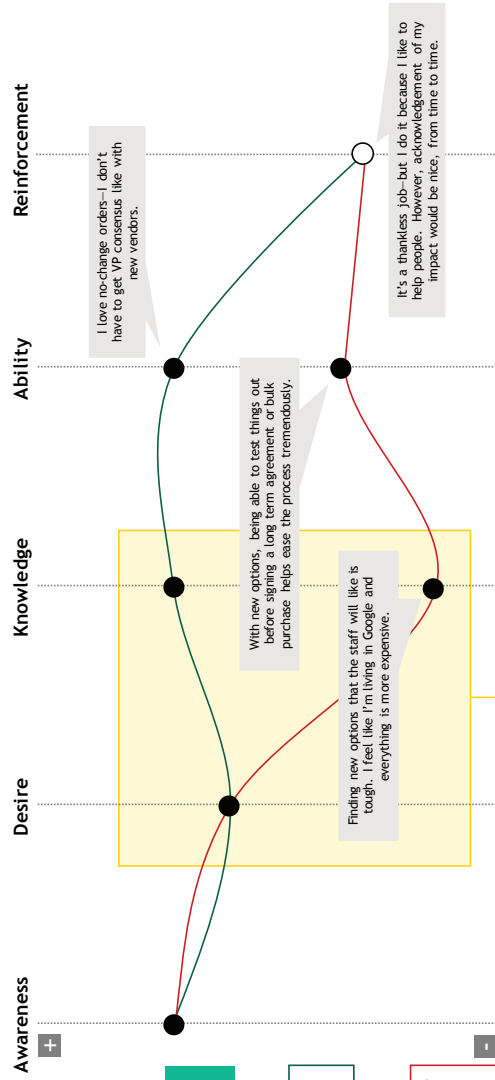 Awareness
Desire
Knowledge
Ability
Reinforcement
+
-
I love no-change orders—I don't
have to get VP consensus like with
new vendors.
With new options, being able to test things out
before signing a long term agreement or bulk
purchase helps ease the process tremendously.
Finding new options that the staff will like is
tough. I feel like I'm living in Google and
everything is more expensive.
It's a thankless job—but I do it because I like to
help people. However, acknowledgement of my
impact would be nice, from time to time.